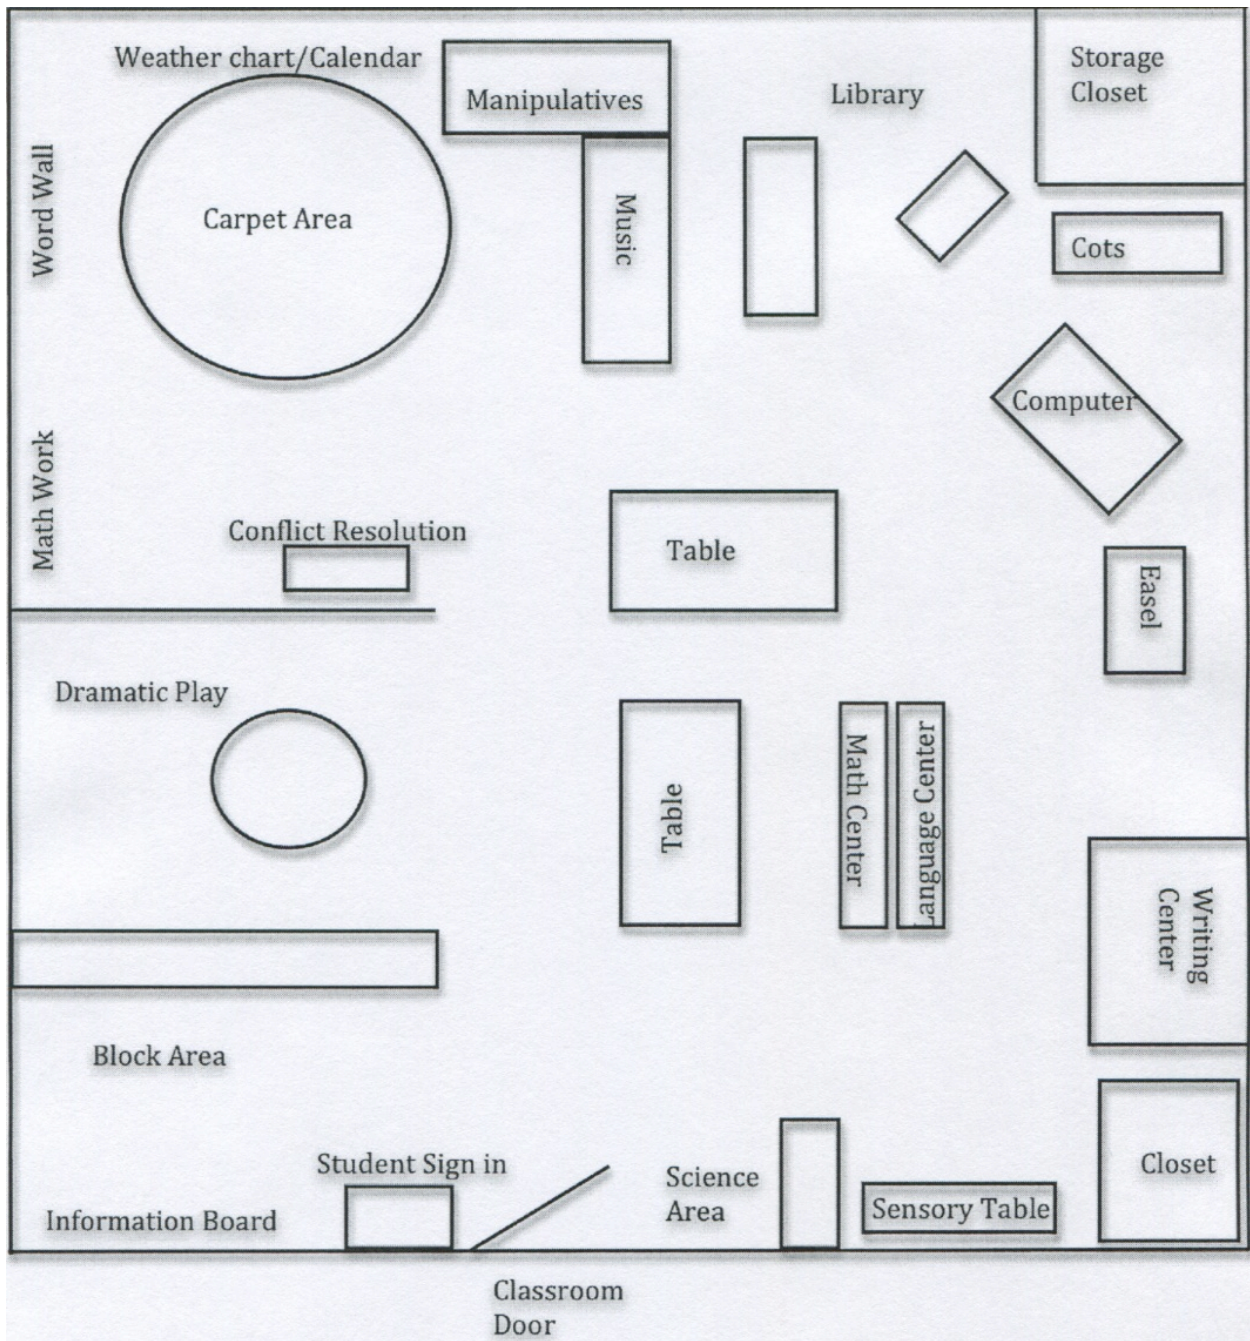 Weather chart/Calendar
Manipulatives
Library
Storage
Closet
Word Wall
Carpet Area
Music
Cots
Computer
Math Work
Conflict Resolution
Table
Easel
Dramatic Play
Table
Math Center
Language Center
Writing
Center
Block Area
Student Sign in
Science
Area
Closet
Information Board
Sensory Table
Classroom
Door